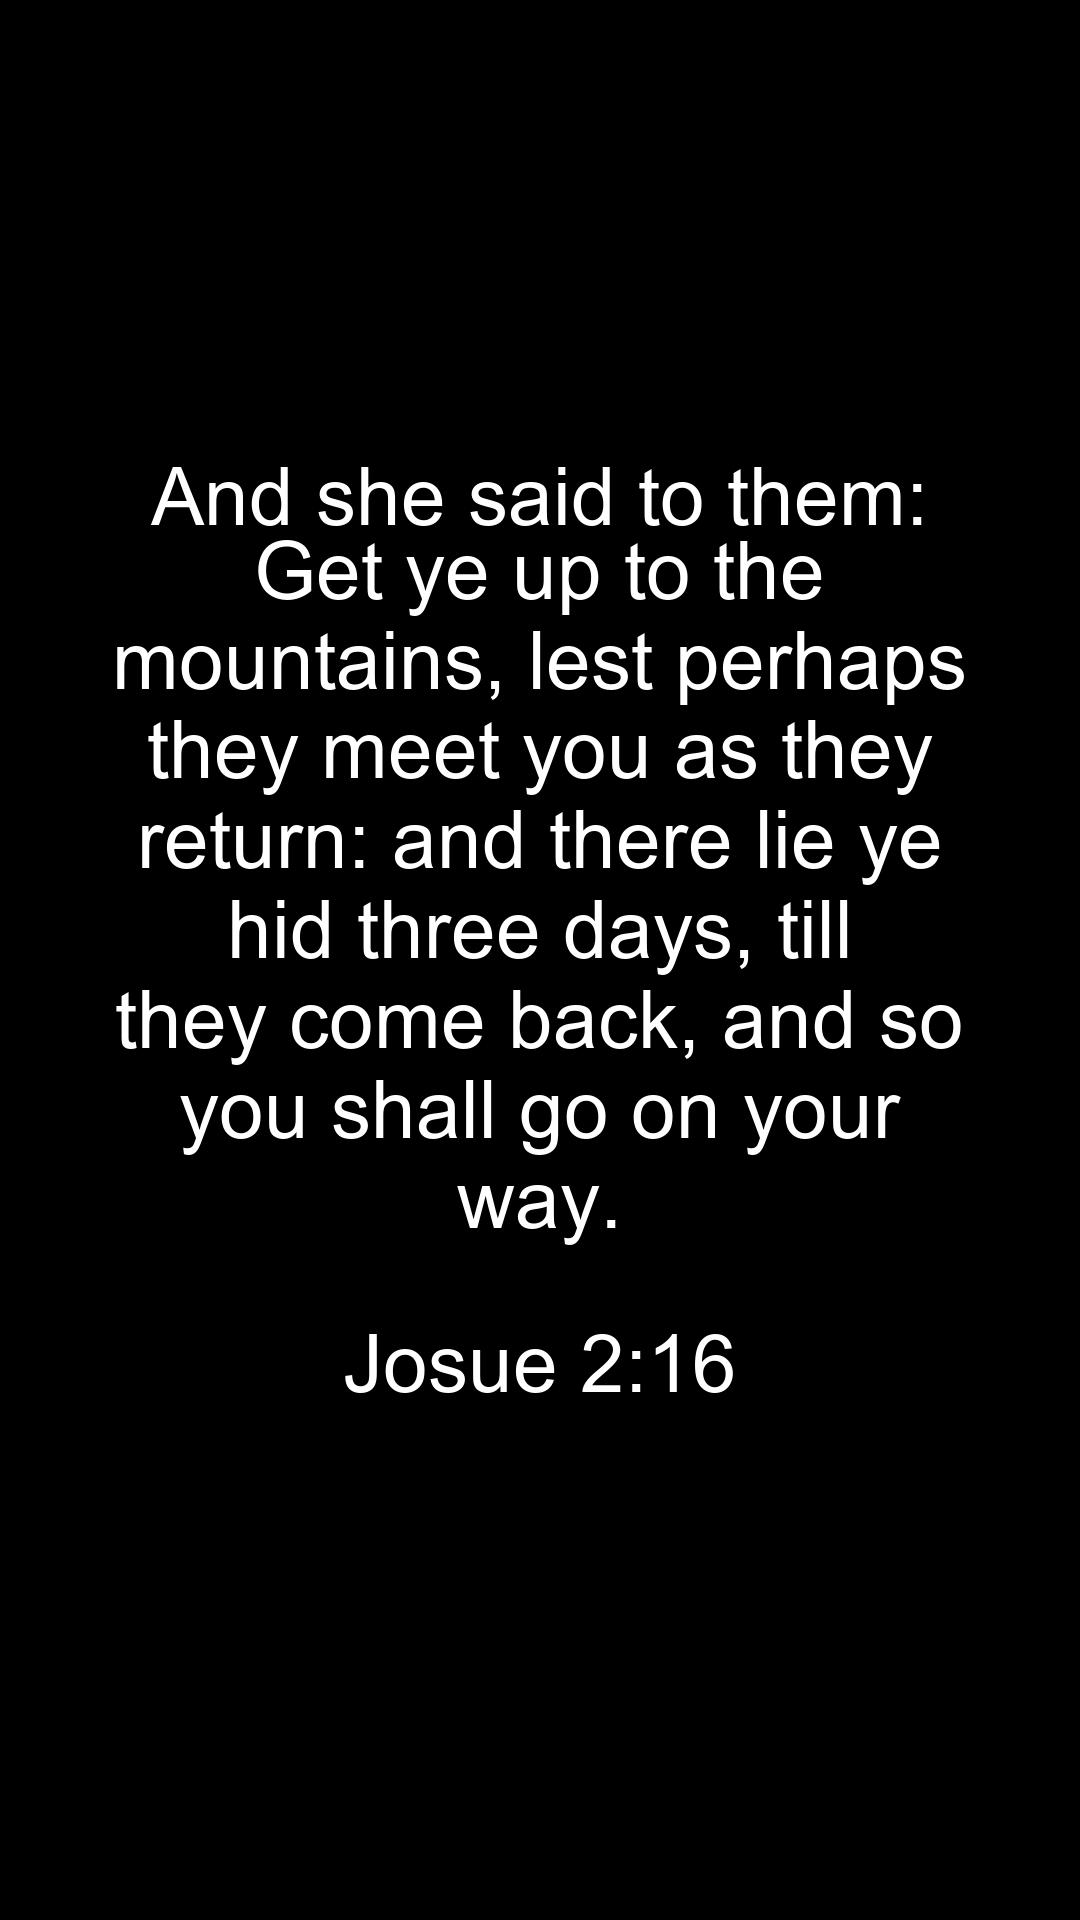 And she said to them:
Get ye up to the
mountains, lest perhaps
they meet you as they
return: and there lie ye
hid three days, till
they come back, and so
you shall go on your
way.
Josue 2:16